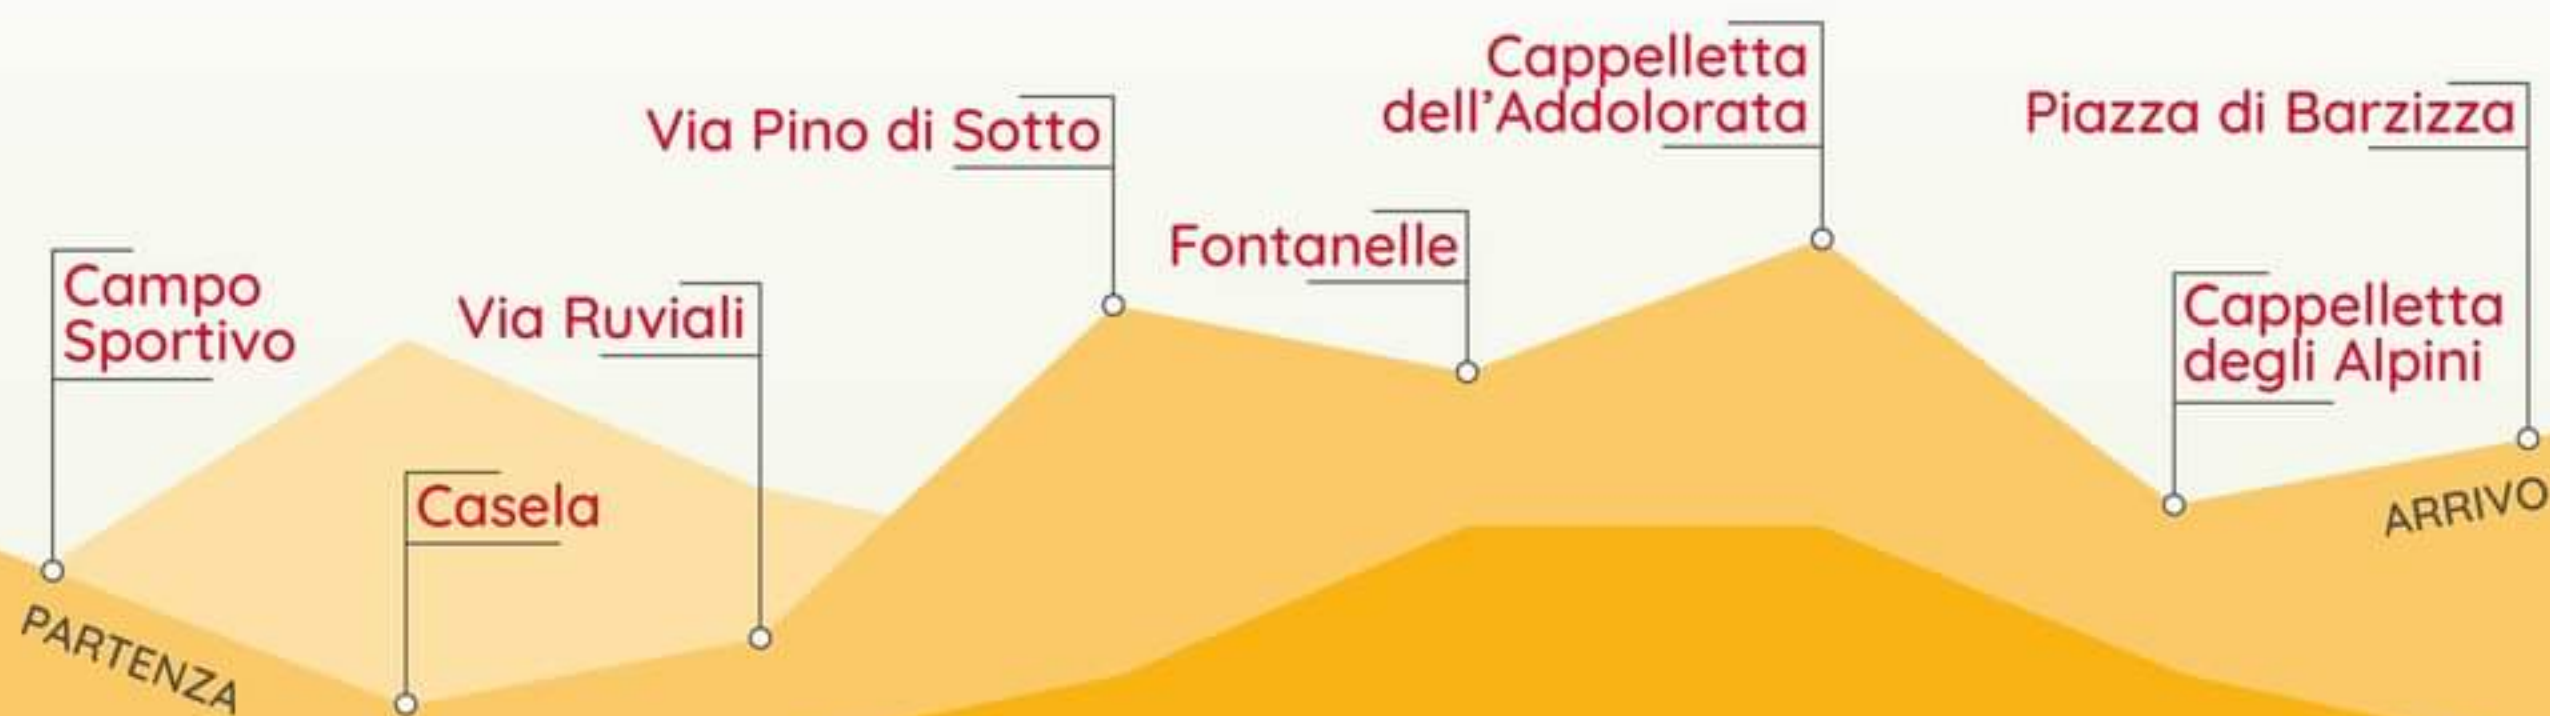 Campo
Sportivo
PARTENZA
Casela
Via Ruviali
Via Pino di Sotto
Fontanelle
Cappelletta
dell'Addolorata
Cappelletta
degli Alpini
Piazza di Barzizza
ARRIVO